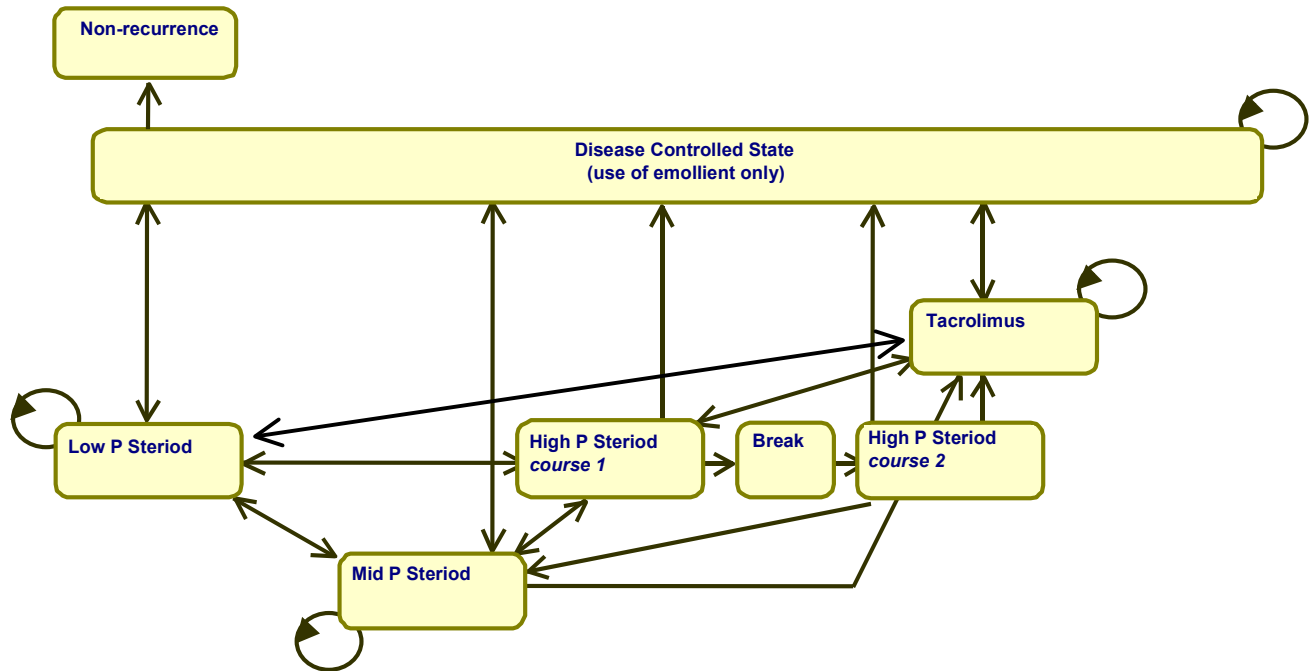 Non-recurrence
Disease Controlled State
(use of emollient only)
Tacrolimus
Low P Steriod
High P Steriod
course 1
Break
High P Steriod
course 2
Mid P Steriod